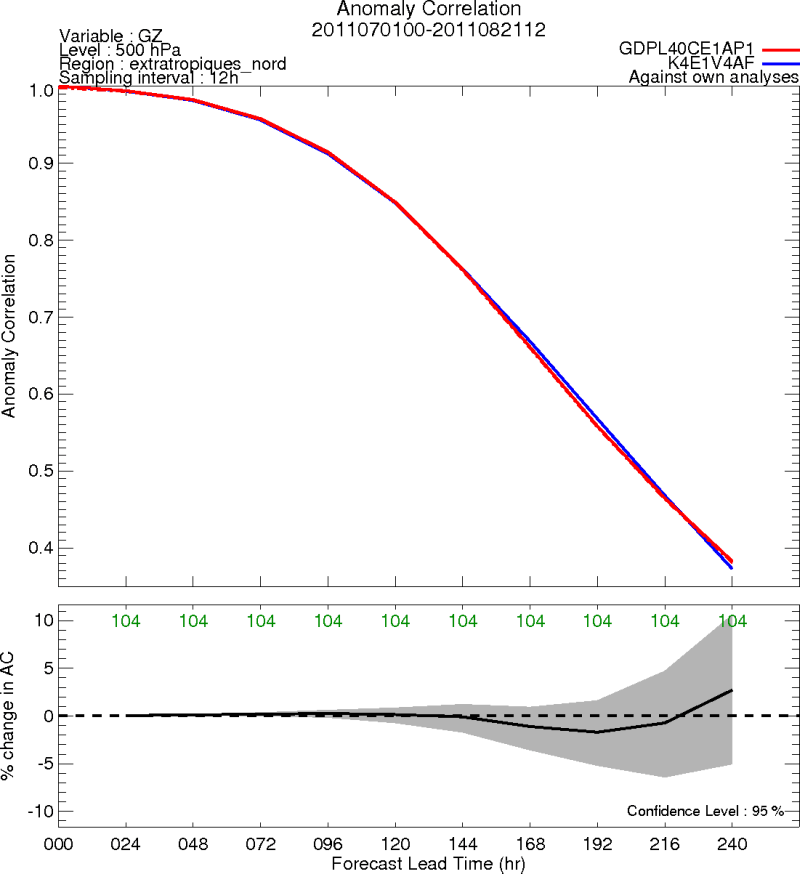 Anomaly Correlation
2011070100-2011082112
Variable : GZ
Level : 500 hPa
Region : extratropiques_nord
Sampling interval : 12h
GDPL40CE1AP1
K4E1V4AF
Against own analyses
1.0
0.9
0.8
0.7
0.6
0.5
0.4
Anomaly Correlation
104 104 104 104 104 104 104 104 104 104
10
5
0
-5
-10
% change in AC
Confidence Level : 95 %
000 024 048 072 096 120 144 168 192 216 240
Forecast Lead Time (hr)